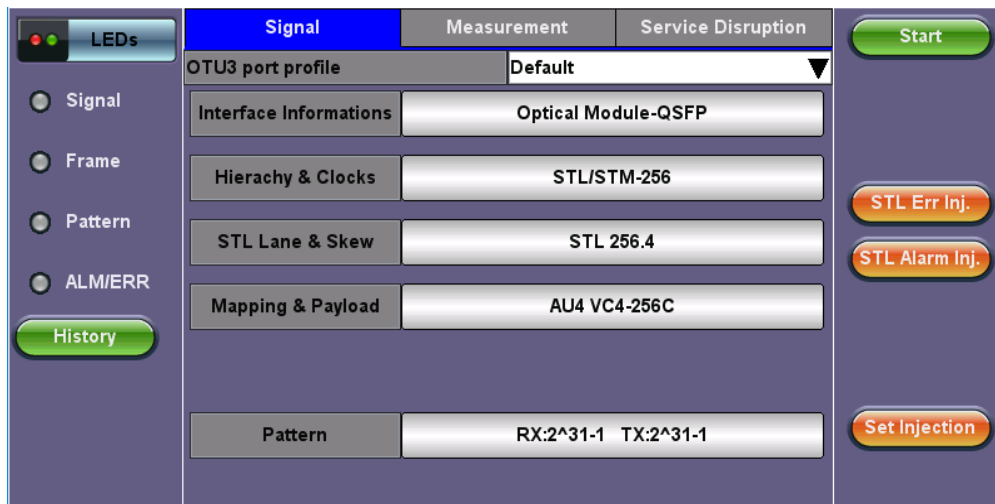 LEDs
Signal
Measurement
Service Disruption
Start
OTU3 port profile
Default
Signal
Interface Informations
Optical Module-QSFP
Frame
Hierachy & Clocks
STL/STM-256
STL Err Inj.
Pattern
STL Lane & Skew
STL 256.4
STL Alarm Inj.
ALM/ERR
Mapping & Payload
AU4 VC4-256C
History
Pattern
RX:2^31-1 TX:2^31-1
Set Injection